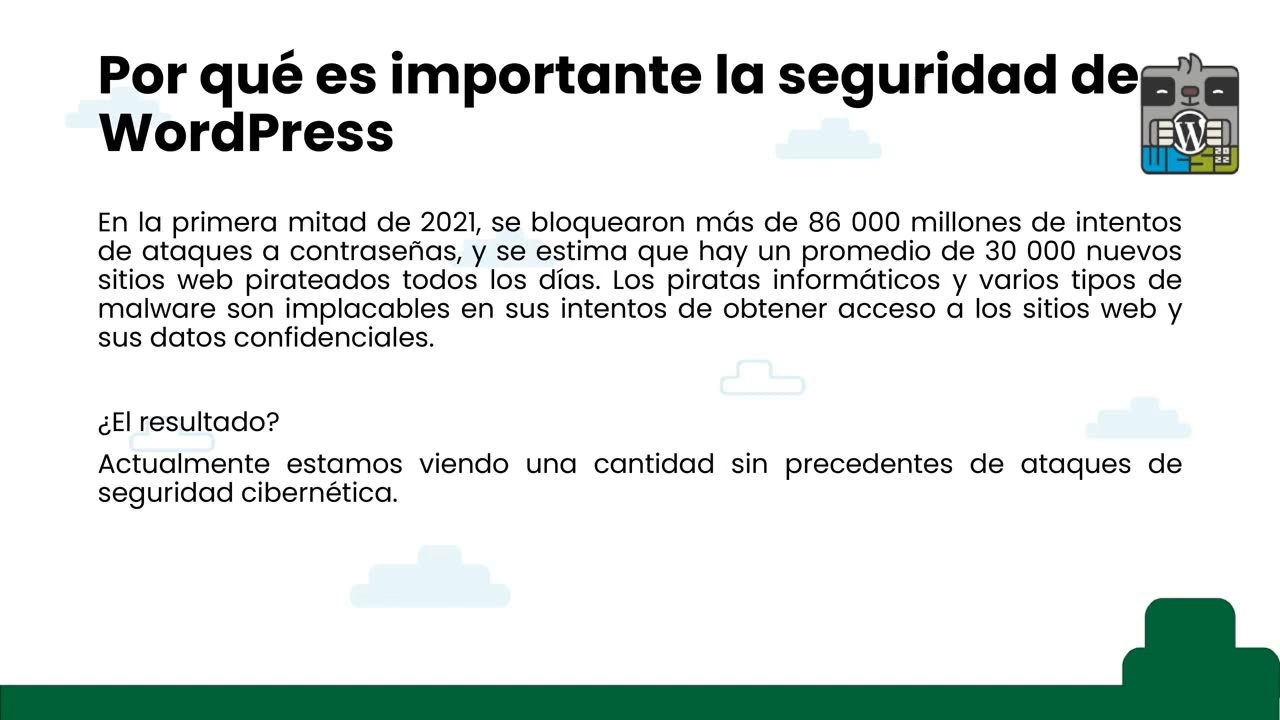 Por qué es importante la seguridad de
WordPress
En la primera mitad de 2021, se bloquearon más de 86 000 millones de intentos
de ataques a contraseñas, y se estima que hay un promedio de 30 000 nuevos
sitios web pirateados todos los días. Los piratas informáticos y varios tipos de
malware son implacables en sus intentos de obtener acceso a los sitios web y
sus datos confidenciales.
¿El resultado?
Actualmente estamos viendo una cantidad sin precedentes de ataques de
seguridad cibernética.